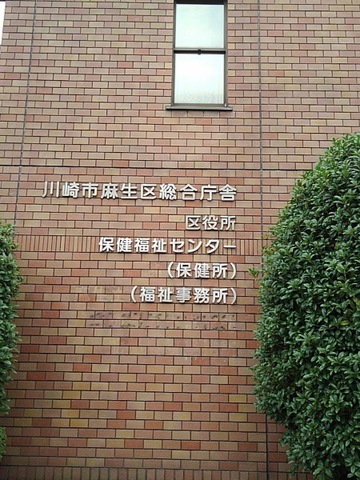 川崎市麻生区総合庁舎
区役所
保健福祉センター
（保健所）
（福祉事務所）